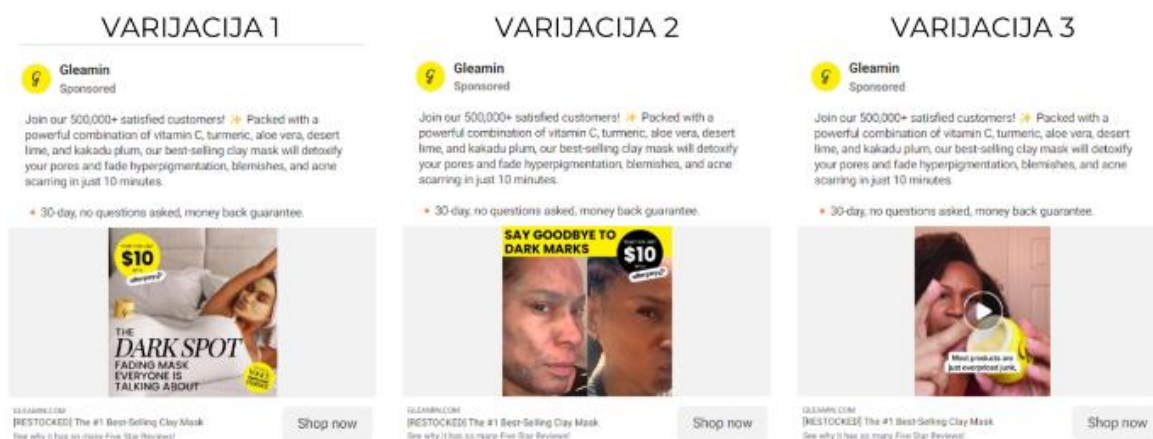 VARIJACIJA 1
Gleamin
Sponsored
Join our 500,000+ satisfied customers! ✨ Packed with a
powerful combination of vitamin C, turmeric, aloe vera, desert
lime, and kakadu plum, our best-selling clay mask will detoxify
your pores and fade hyperpigmentation, blemishes, and acne
scarring in just 10 minutes.
🔸 30-day, no questions asked, money back guarantee.
$10
afterpay
THE
DARK SPOT
FADING MASK
EVERYONE IS
TALKING ABOUT
GLEAMIN.COM
[RESTOCKED] The #1 Best-Selling Clay Mask
See why it has so many Five Star Reviews!
Shop now
VARIJACIJA 2
Gleamin
Sponsored
Join our 500,000+ satisfied customers! ✨ Packed with a
powerful combination of vitamin C, turmeric, aloe vera, desert
lime, and kakadu plum, our best-selling clay mask will detoxify
your pores and fade hyperpigmentation, blemishes, and acne
scarring in just 10 minutes.
🔸 30-day, no questions asked, money back guarantee.
SAY GOODBYE TO
DARK MARKS
$10
afterpay
GLEAMIN.COM
[RESTOCKED] The #1 Best-Selling Clay Mask
See why it has so many Five Star Reviews!
Shop now
VARIJACIJA 3
Gleamin
Sponsored
Join our 500,000+ satisfied customers! ✨ Packed with a
powerful combination of vitamin C, turmeric, aloe vera, desert
lime, and kakadu plum, our best-selling clay mask will detoxify
your pores and fade hyperpigmentation, blemishes, and acne
scarring in just 10 minutes.
🔸 30-day, no questions asked, money back guarantee.
Most products are
just overpriced junk,
GLEAMIN.COM
[RESTOCKED] The #1 Best-Selling Clay Mask
See why it has so many Five Star Reviews!
Shop now